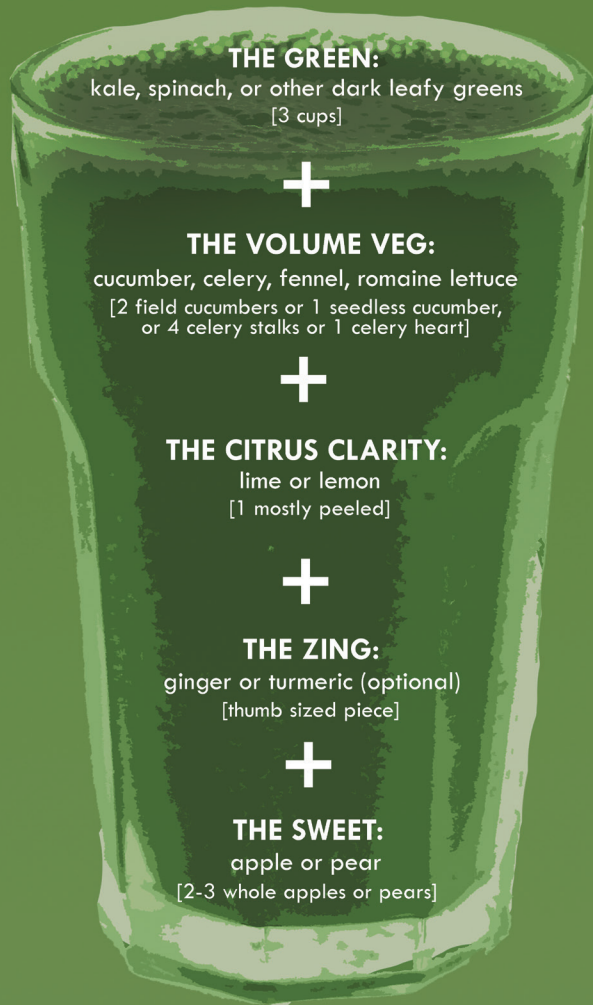 THE GREEN:
kale, spinach, or other dark leafy greens
[3 cups]
+
THE VOLUME VEG:
cucumber, celery, fennel, romaine lettuce
[2 field cucumbers or 1 seedless cucumber,
or 4 celery stalks or 1 celery heart]
+
THE CITRUS CLARITY:
lime or lemon
[1 mostly peeled]
+
THE ZING:
ginger or turmeric (optional)
[thumb sized piece]
+
THE SWEET:
apple or pear
[2-3 whole apples or pears]